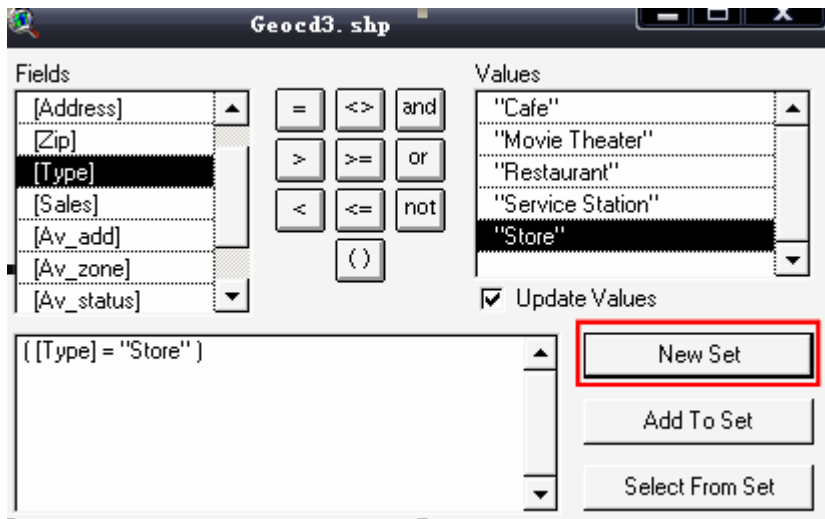 Geocd3.shp
Fields
Values
[Address]
[Zip]
[Type]
[Sales]
[Av_add]
[Av_zone]
[Av_status]
= <> and
> >= or
< <= not
( )
"Cafe"
"Movie Theater"
"Restaurant"
"Service Station"
"Store"
Update Values
( [Type] = "Store" )
New Set
Add To Set
Select From Set